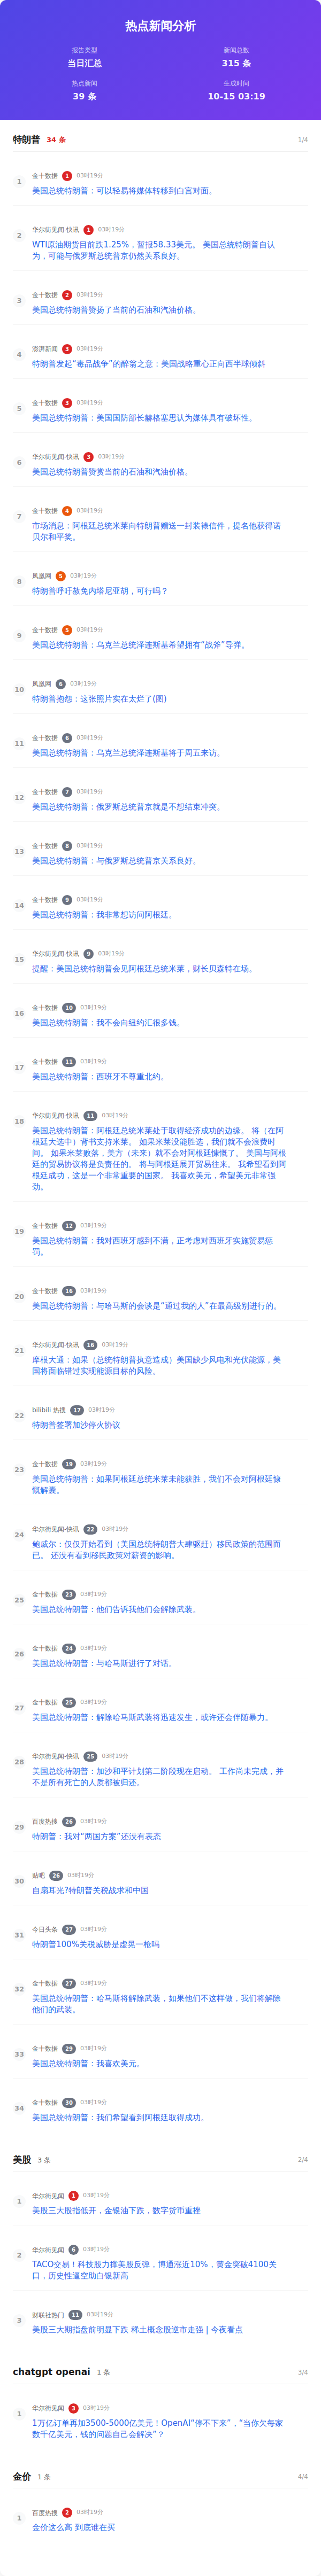 热点新闻分析
报告类型
当日汇总
新闻总数
315 条
热点新闻
39 条
生成时间
10-15 03:19
特朗普 34 条 1/4
1
金十数据 1 03时19分
美国总统特朗普：可以轻易将媒体转移到白宫对面。
2
华尔街见闻-快讯 1 03时19分
WTI原油期货目前跌1.25%，暂报58.33美元。 美国总统特朗普自认
为，可能与俄罗斯总统普京仍然关系良好。
3
金十数据 2 03时19分
美国总统特朗普赞扬了当前的石油和汽油价格。
4
澎湃新闻 3 03时19分
特朗普发起“毒品战争”的醉翁之意：美国战略重心正向西半球倾斜
5
金十数据 3 03时19分
美国总统特朗普：美国国防部长赫格塞思认为媒体具有破坏性。
6
华尔街见闻-快讯 3 03时19分
美国总统特朗普赞赏当前的石油和汽油价格。
7
金十数据 4 03时19分
市场消息：阿根廷总统米莱向特朗普赠送一封装裱信件，提名他获得诺
贝尔和平奖。
8
凤凰网 5 03时19分
特朗普呼吁赦免内塔尼亚胡，可行吗？
9
金十数据 5 03时19分
美国总统特朗普：乌克兰总统泽连斯基希望拥有“战斧”导弹。
10
凤凰网 6 03时19分
特朗普抱怨：这张照片实在太烂了(图)
11
金十数据 6 03时19分
美国总统特朗普：乌克兰总统泽连斯基将于周五来访。
12
金十数据 7 03时19分
美国总统特朗普：俄罗斯总统普京就是不想结束冲突。
13
金十数据 8 03时19分
美国总统特朗普：与俄罗斯总统普京关系良好。
14
金十数据 9 03时19分
美国总统特朗普：我非常想访问阿根廷。
15
华尔街见闻-快讯 9 03时19分
提醒：美国总统特朗普会见阿根廷总统米莱，财长贝森特在场。
16
金十数据 10 03时19分
美国总统特朗普：我不会向纽约汇很多钱。
17
金十数据 11 03时19分
美国总统特朗普：西班牙不尊重北约。
18
华尔街见闻-快讯 11 03时19分
美国总统特朗普：阿根廷总统米莱处于取得经济成功的边缘。 将（在阿
根廷大选中）背书支持米莱。 如果米莱没能胜选，我们就不会浪费时
间。 如果米莱败落，美方（未来）就不会对阿根廷慷慨了。 美国与阿根
廷的贸易协议将是负责任的。 将与阿根廷展开贸易往来。 我希望看到阿
根廷成功，这是一个非常重要的国家。 我喜欢美元，希望美元非常强
劲。
19
金十数据 12 03时19分
美国总统特朗普：我对西班牙感到不满，正考虑对西班牙实施贸易惩
罚。
20
金十数据 16 03时19分
美国总统特朗普：与哈马斯的会谈是“通过我的人”在最高级别进行的。
21
华尔街见闻-快讯 16 03时19分
摩根大通：如果（总统特朗普执意造成）美国缺少风电和光伏能源，美
国将面临错过实现能源目标的风险。
22
bilibili 热搜 17 03时19分
特朗普签署加沙停火协议
23
金十数据 19 03时19分
美国总统特朗普：如果阿根廷总统米莱未能获胜，我们不会对阿根廷慷
慨解囊。
24
华尔街见闻-快讯 22 03时19分
鲍威尔：仅仅开始看到（美国总统特朗普大肆驱赶）移民政策的范围而
已。 还没有看到移民政策对薪资的影响。
25
金十数据 23 03时19分
美国总统特朗普：他们告诉我他们会解除武装。
26
金十数据 24 03时19分
美国总统特朗普：与哈马斯进行了对话。
27
金十数据 25 03时19分
美国总统特朗普：解除哈马斯武装将迅速发生，或许还会伴随暴力。
28
华尔街见闻-快讯 25 03时19分
美国总统特朗普：加沙和平计划第二阶段现在启动。 工作尚未完成，并
不是所有死亡的人质都被归还。
29
百度热搜 26 03时19分
特朗普：我对“两国方案”还没有表态
30
贴吧 26 03时19分
自扇耳光?特朗普关税战求和中国
31
今日头条 27 03时19分
特朗普100%关税威胁是虚晃一枪吗
32
金十数据 27 03时19分
美国总统特朗普：哈马斯将解除武装，如果他们不这样做，我们将解除
他们的武装。
33
金十数据 29 03时19分
美国总统特朗普：我喜欢美元。
34
金十数据 30 03时19分
美国总统特朗普：我们希望看到阿根廷取得成功。
美股 3 条 2/4
1
华尔街见闻 1 03时19分
美股三大股指低开，金银油下跌，数字货币重挫
2
华尔街见闻 6 03时19分
TACO交易！科技股力撑美股反弹，博通涨近10%，黄金突破4100关
口，历史性逼空助白银新高
3
财联社热门 11 03时19分
美股三大期指盘前明显下跌 稀土概念股逆市走强 | 今夜看点
chatgpt openai 1 条 3/4
1
华尔街见闻 3 03时19分
1万亿订单再加3500-5000亿美元！OpenAI“停不下来”，“当你欠每家
数千亿美元，钱的问题自己会解决”？
金价 1 条 4/4
1
百度热搜 2 03时19分
金价这么高 到底谁在买